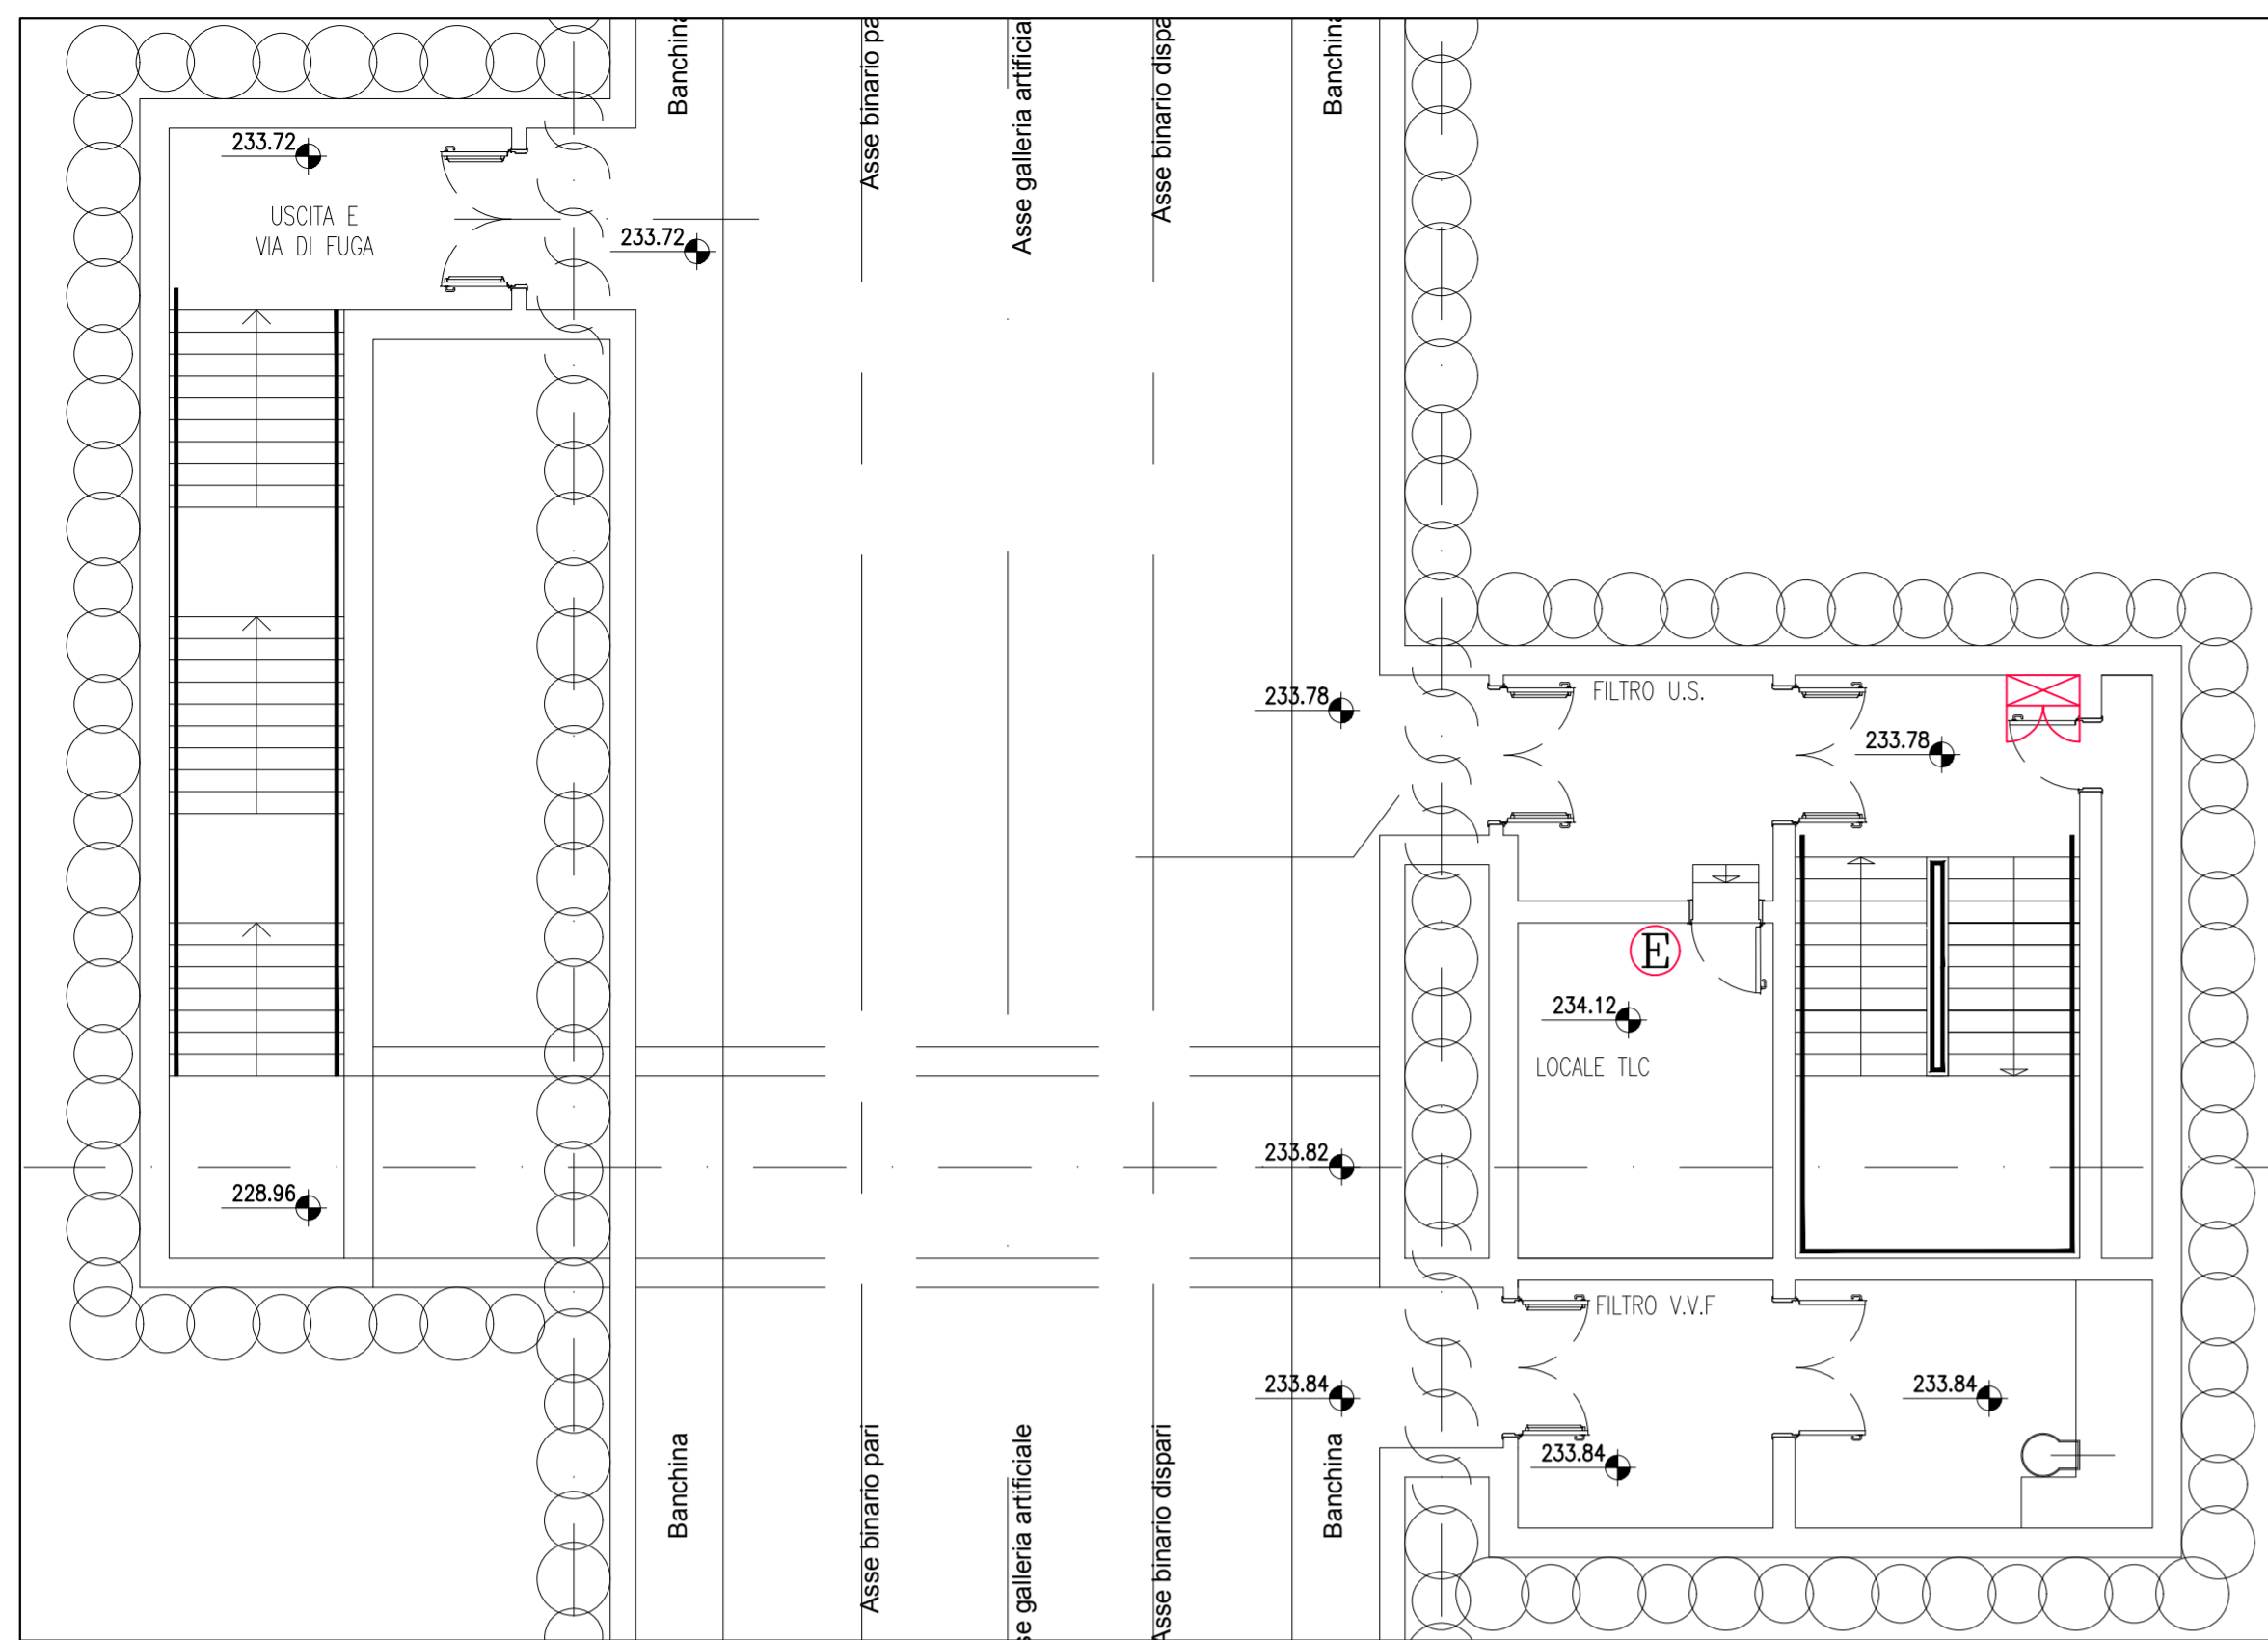 Banchina
Asse binario pa
Asse galleria artificia
Asse binario dispa
Banchina
233.72
USCITA E
VIA DI FUGA
233.72
233.78
FILTRO U.S.
233.78
E
234.12
LOCALE TLC
233.82
228.96
FILTRO V.V.F
233.84
233.84
233.84
Banchina
Asse binario pari
se galleria artificiale
Asse binario dispari
Banchina